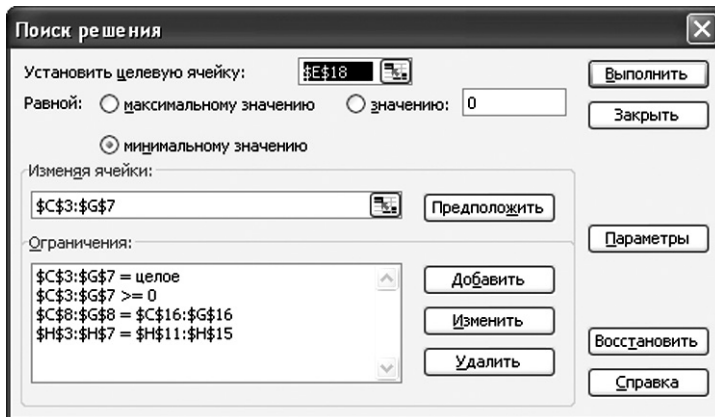 Поиск решения
Установить целевую ячейку: $E$18
Выполнить
Равной: максимальному значению значению: 0
Закрыть
минимальному значению
Изменяя ячейки:
$C$3:$G$7
Предположить
Параметры
Ограничения:
$C$3:$G$7 = целое
$C$3:$G$7 >= 0
$C$8:$G$8 = $C$16:$G$16
$H$3:$H$7 = $H$11:$H$15
Добавить
Изменить
Удалить
Восстановить
Справка